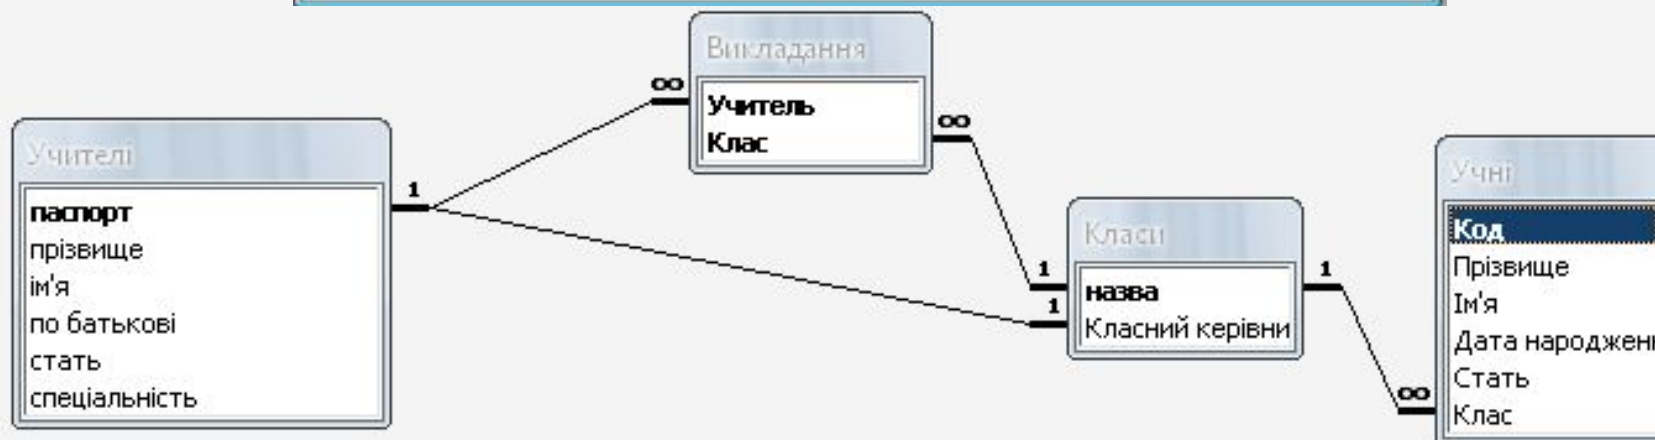 Викладання
∞
Учитель
Клас
∞
Учителі
1
паспорт
прізвище
ім'я
по батькові
стать
спеціальність
Класи
1
1
назва
Класний керівни
1
Учні
Код
Прізвище
Ім'я
Дата народжен
Стать
Клас
∞